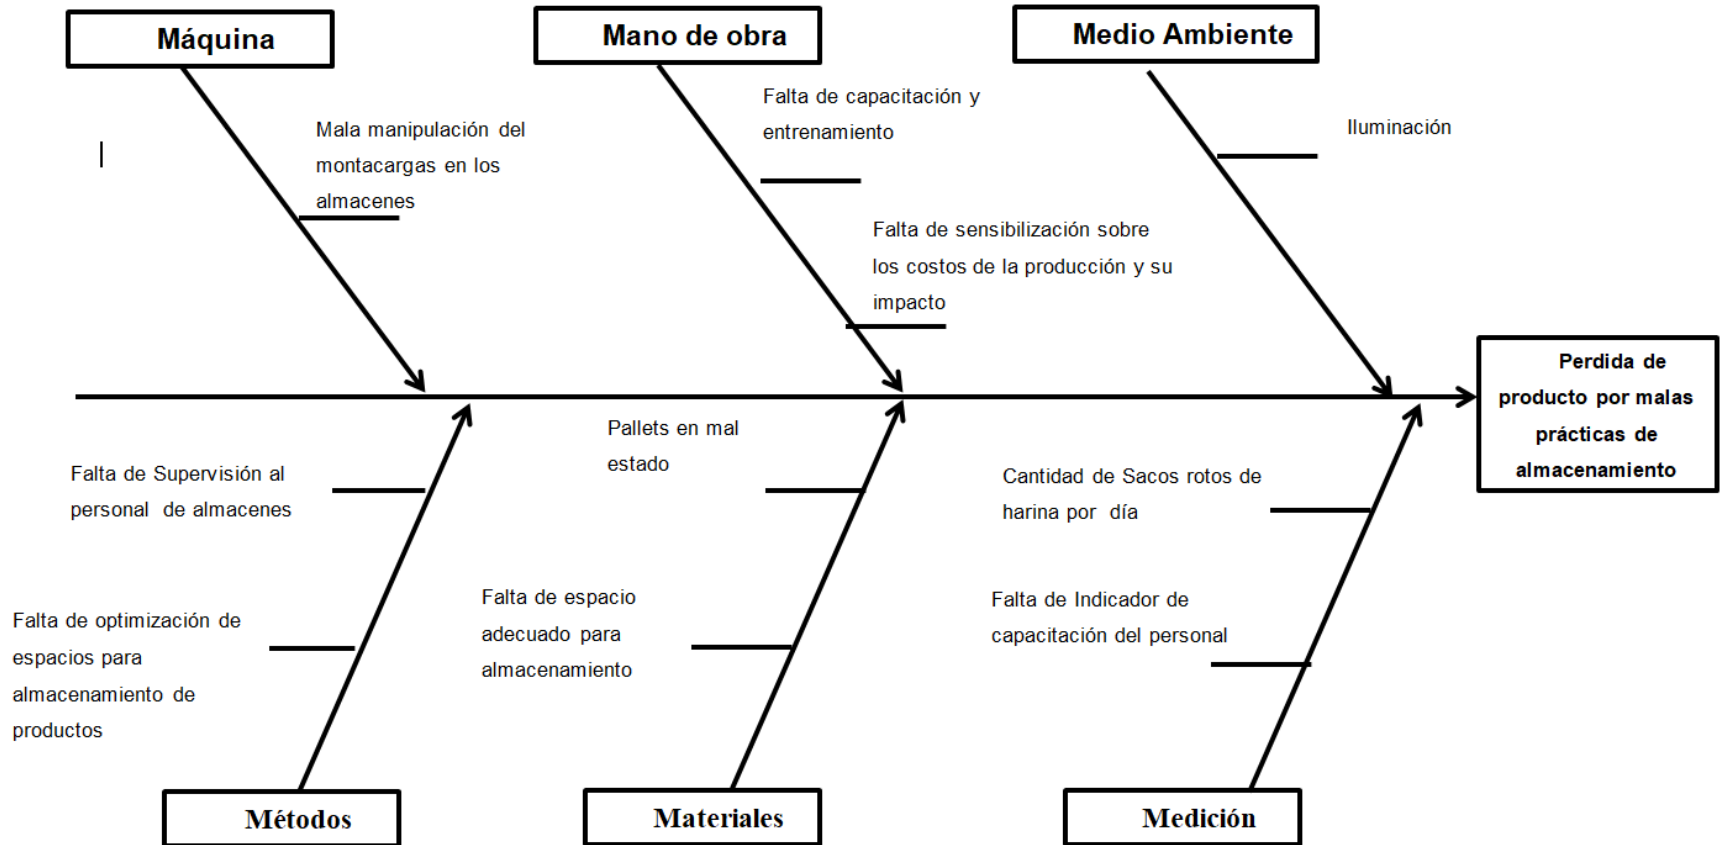 Máquina
Mano de obra
Medio Ambiente
Mala manipulación del
montacargas en los
almacenes
Falta de capacitación y
entrenamiento
Falta de sensibilización sobre
los costos de la producción y su
impacto
Iluminación
Perdida de
producto por malas
prácticas de
almacenamiento
Falta de Supervisión al
personal de almacenes
Falta de optimización de
espacios para
almacenamiento de
productos
Pallets en mal
estado
Falta de espacio
adecuado para
almacenamiento
Cantidad de Sacos rotos de
harina por día
Falta de Indicador de
capacitación del personal
Métodos
Materiales
Medición